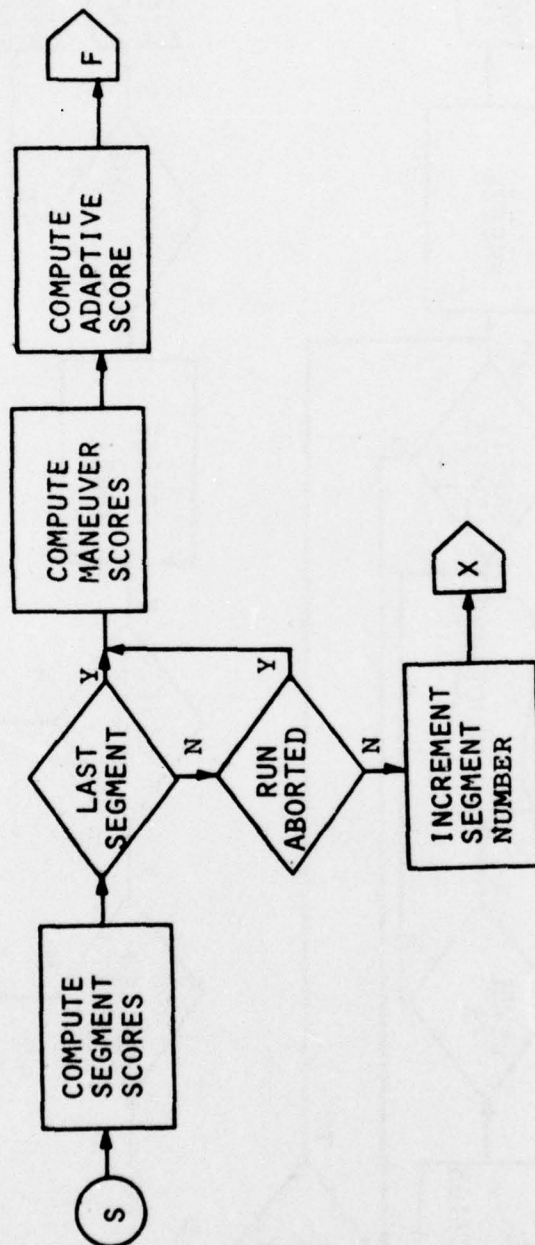 S
COMPUTE
SEGMENT
SCORES
LAST
SEGMENT
Y
N
COMPUTE
MANEUVER
SCORES
COMPUTE
ADAPTIVE
SCORE
F
RUN
ABORTED
Y
N
INCREMENT
SEGMENT
NUMBER
X